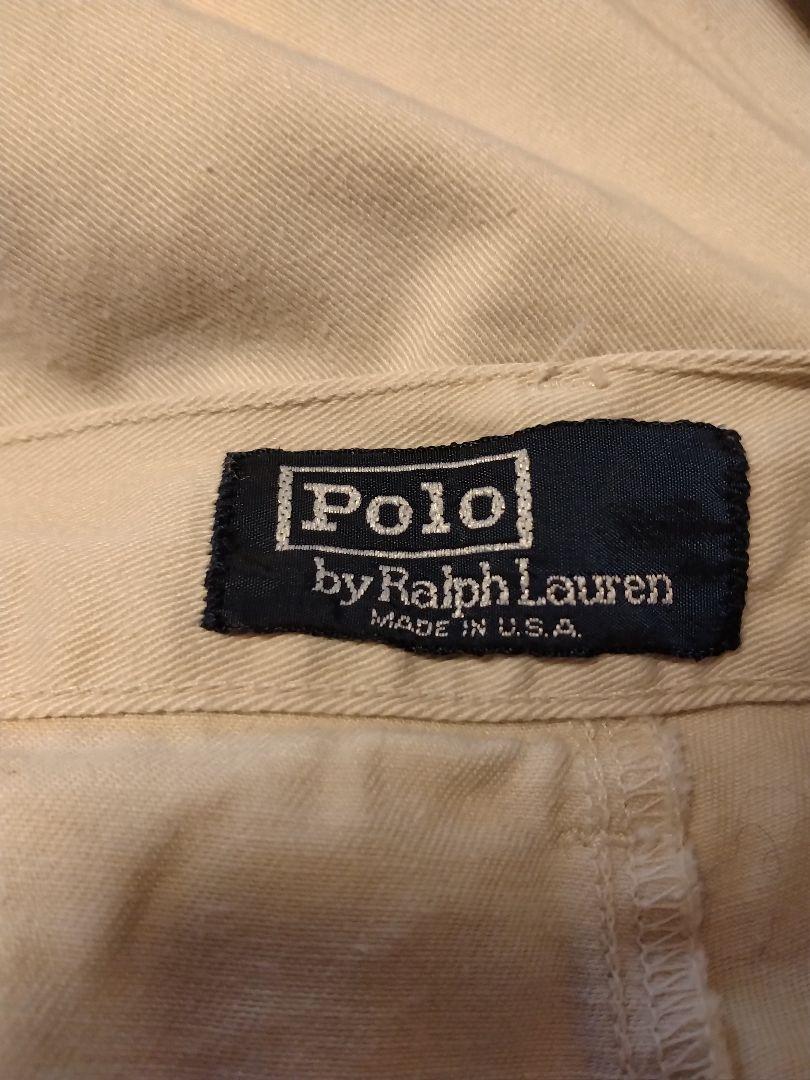 Polo
by Ralph Lauren
MADE IN U.S.A.